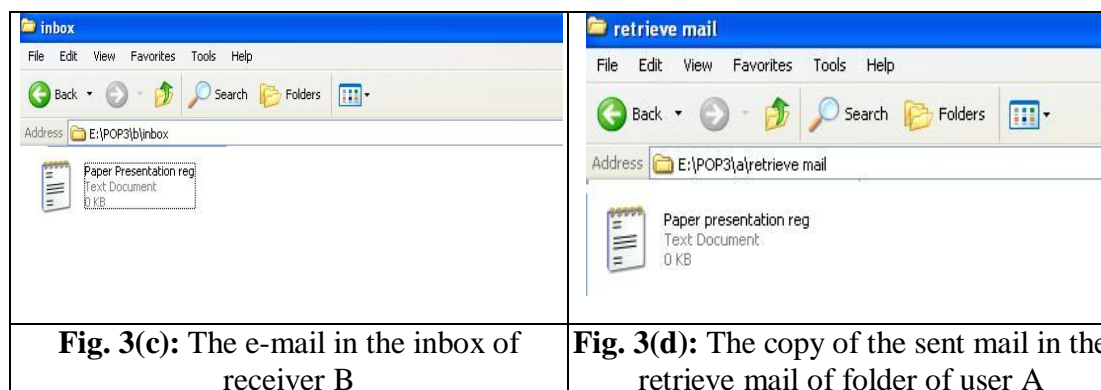 inbox
File Edit View Favorites Tools Help
Back Search Folders
Address E:\POP3\b\inbox
Paper Presentation reg
Text Document
0 KB
Fig. 3(c): The e-mail in the inbox of
receiver B
retrieve mail
File Edit View Favorites Tools Help
Back Search Folders
Address E:\POP3\a\retrieve mail
Paper presentation reg
Text Document
0 KB
Fig. 3(d): The copy of the sent mail in the
retrieve mail of folder of user A